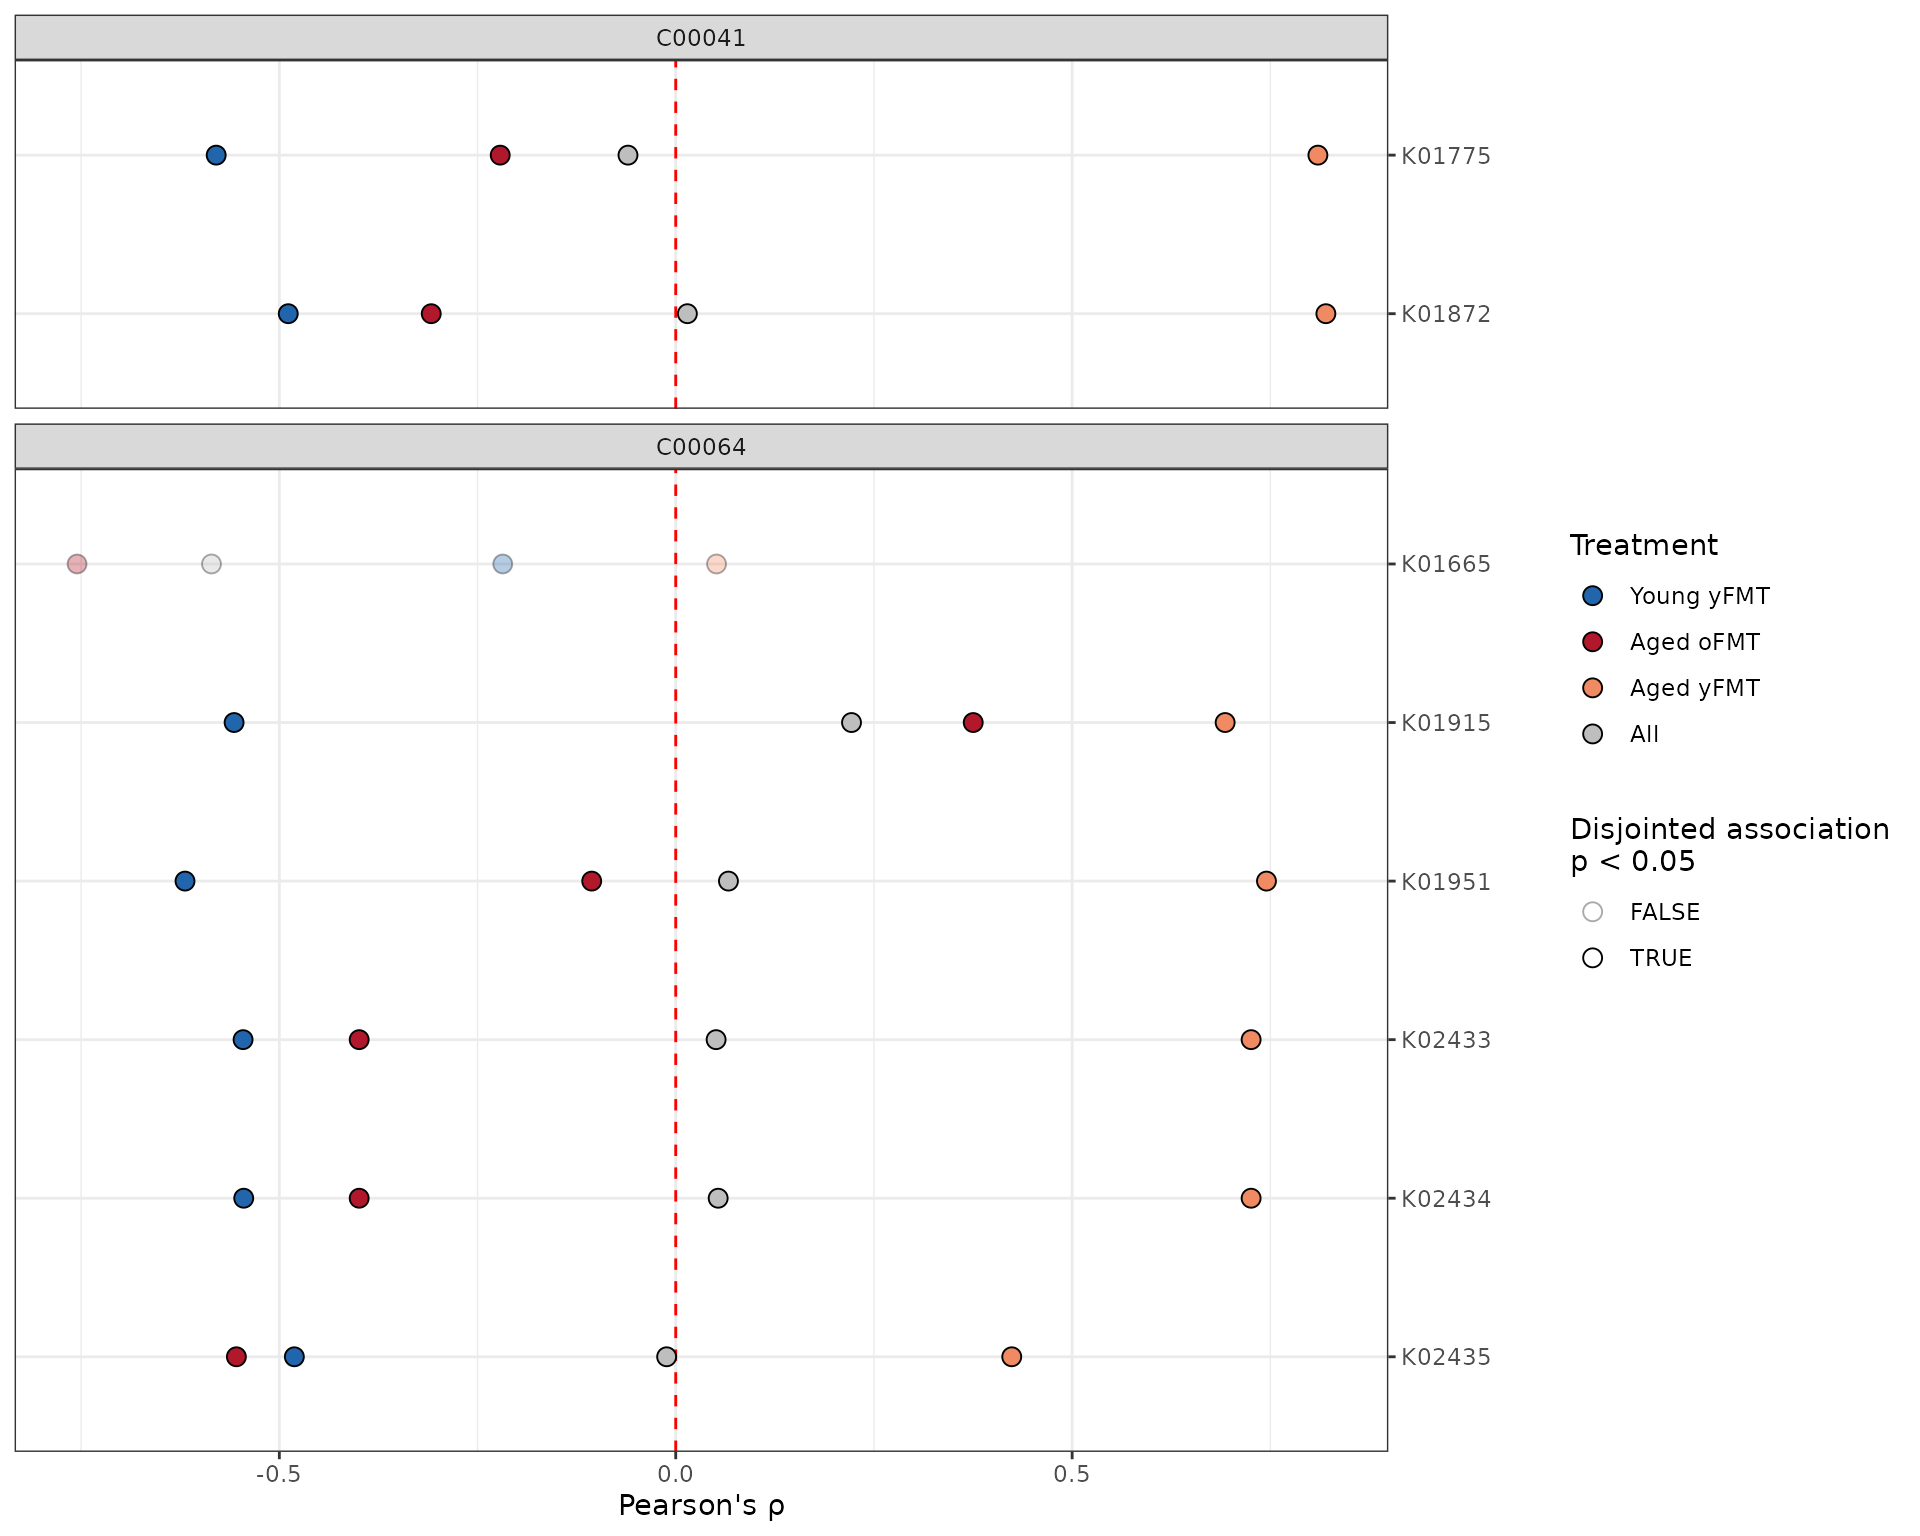 C00041
K01775
K01872
C00064
K01665
K01915
K01951
K02433
K02434
K02435
-0.5 0.0 0.5
Pearson's ρ
Treatment
Young yFMT
Aged oFMT
Aged yFMT
All
Disjointed association
p < 0.05
FALSE
TRUE